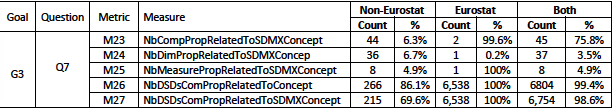 Goal Question Metric Measure Non-Eurostat Eurostat Both
Count % Count % Count %
G3 Q7 M23 NbCompPropRelatedToSDMXConcept 44 6.3% 2 99.6% 45 75.8%
M24 NbDimPropRelatedToSDMXConcep 36 6.7% 1 0.2% 37 3.5%
M25 NbMeasurePropRelatedToSDMXConcept 8 4.9% 1 100% 8 4.9%
M26 NbDSDsComPropRelatedToConcept 266 86.1% 6,538 100% 6804 99.4%
M27 NbDSDsComPropRelatedToSDMXConcept 215 69.6% 6,538 100% 6,754 98.6%